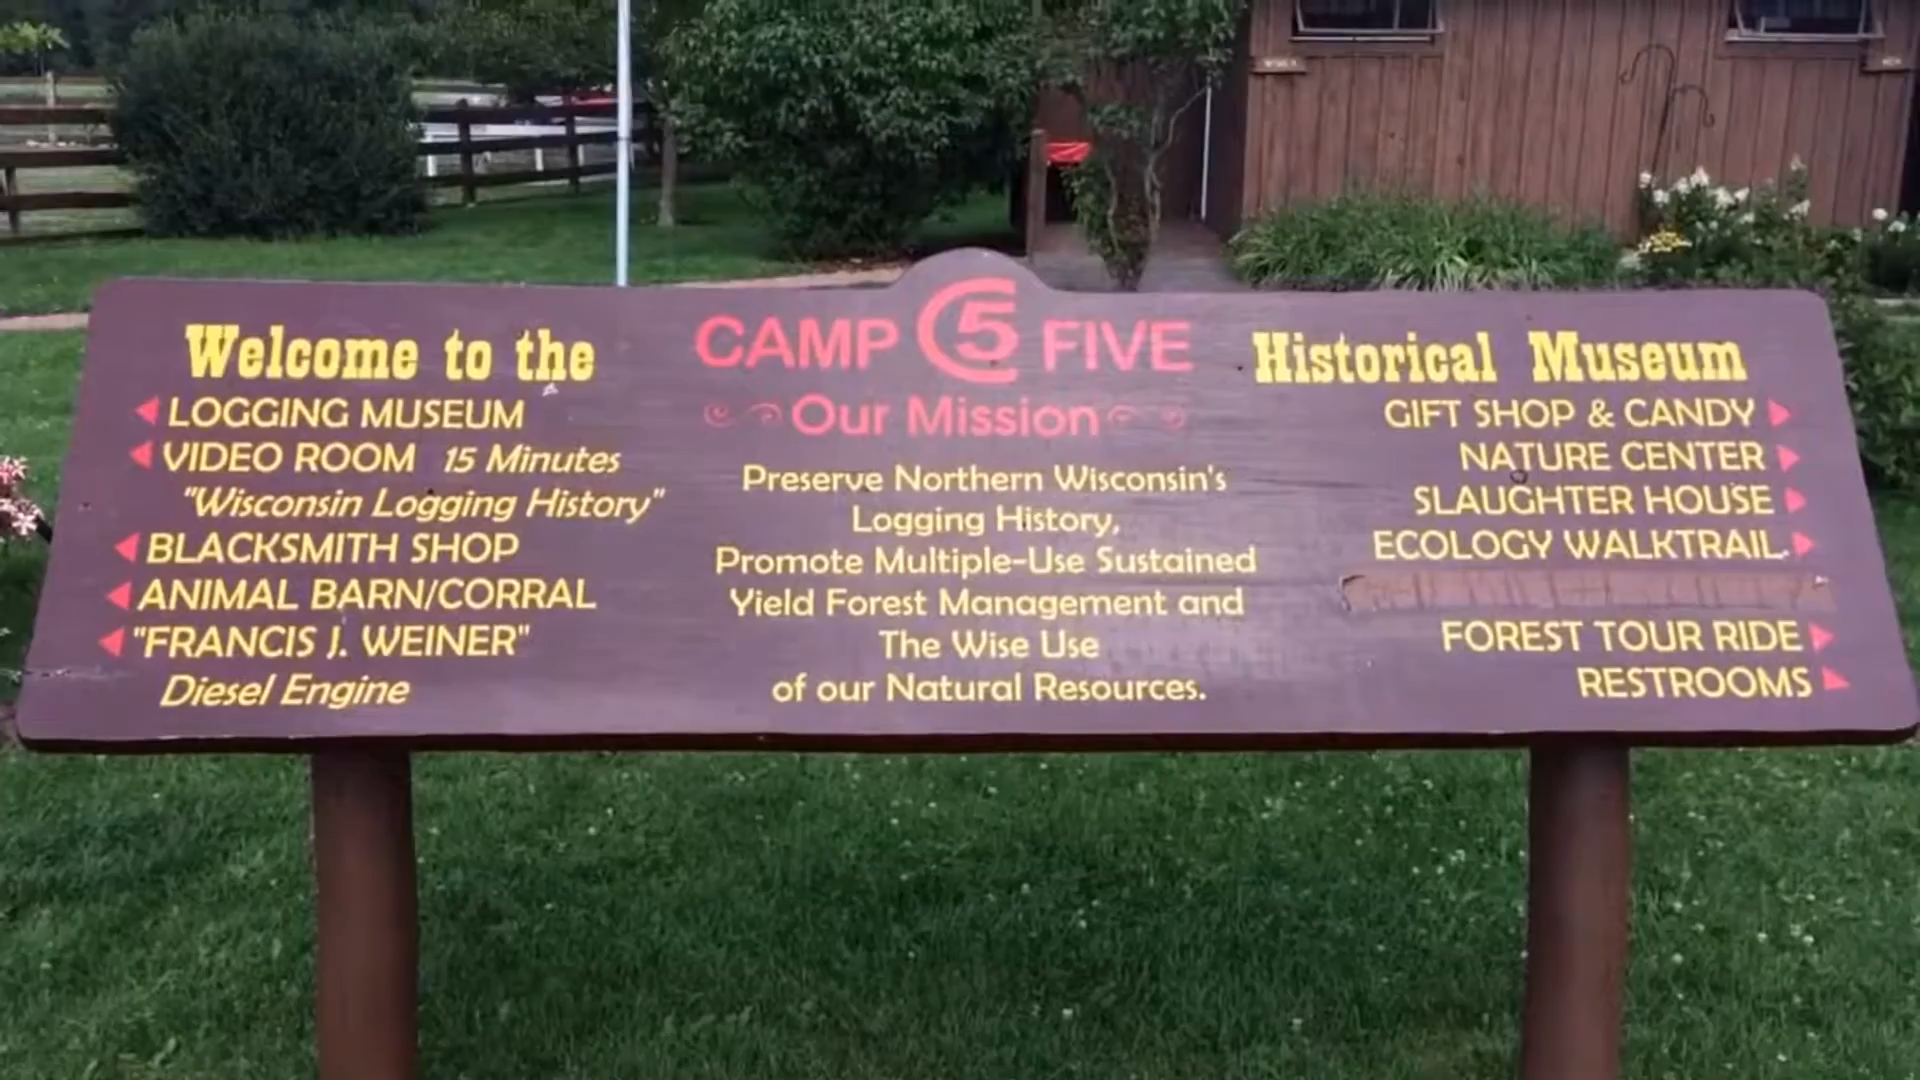 Welcome to the CAMP 5 FIVE Historical Museum
LOGGING MUSEUM
VIDEO ROOM 15 Minutes
"Wisconsin Logging History"
BLACKSMITH SHOP
ANIMAL BARN/CORRAL
"FRANCIS J. WEINER"
Diesel Engine
Our Mission
Preserve Northern Wisconsin's
Logging History,
Promote Multiple-Use Sustained
Yield Forest Management and
The Wise Use
of our Natural Resources.
GIFT SHOP & CANDY
NATURE CENTER
SLAUGHTER HOUSE
ECOLOGY WALKTRAIL.
FOREST TOUR RIDE
RESTROOMS